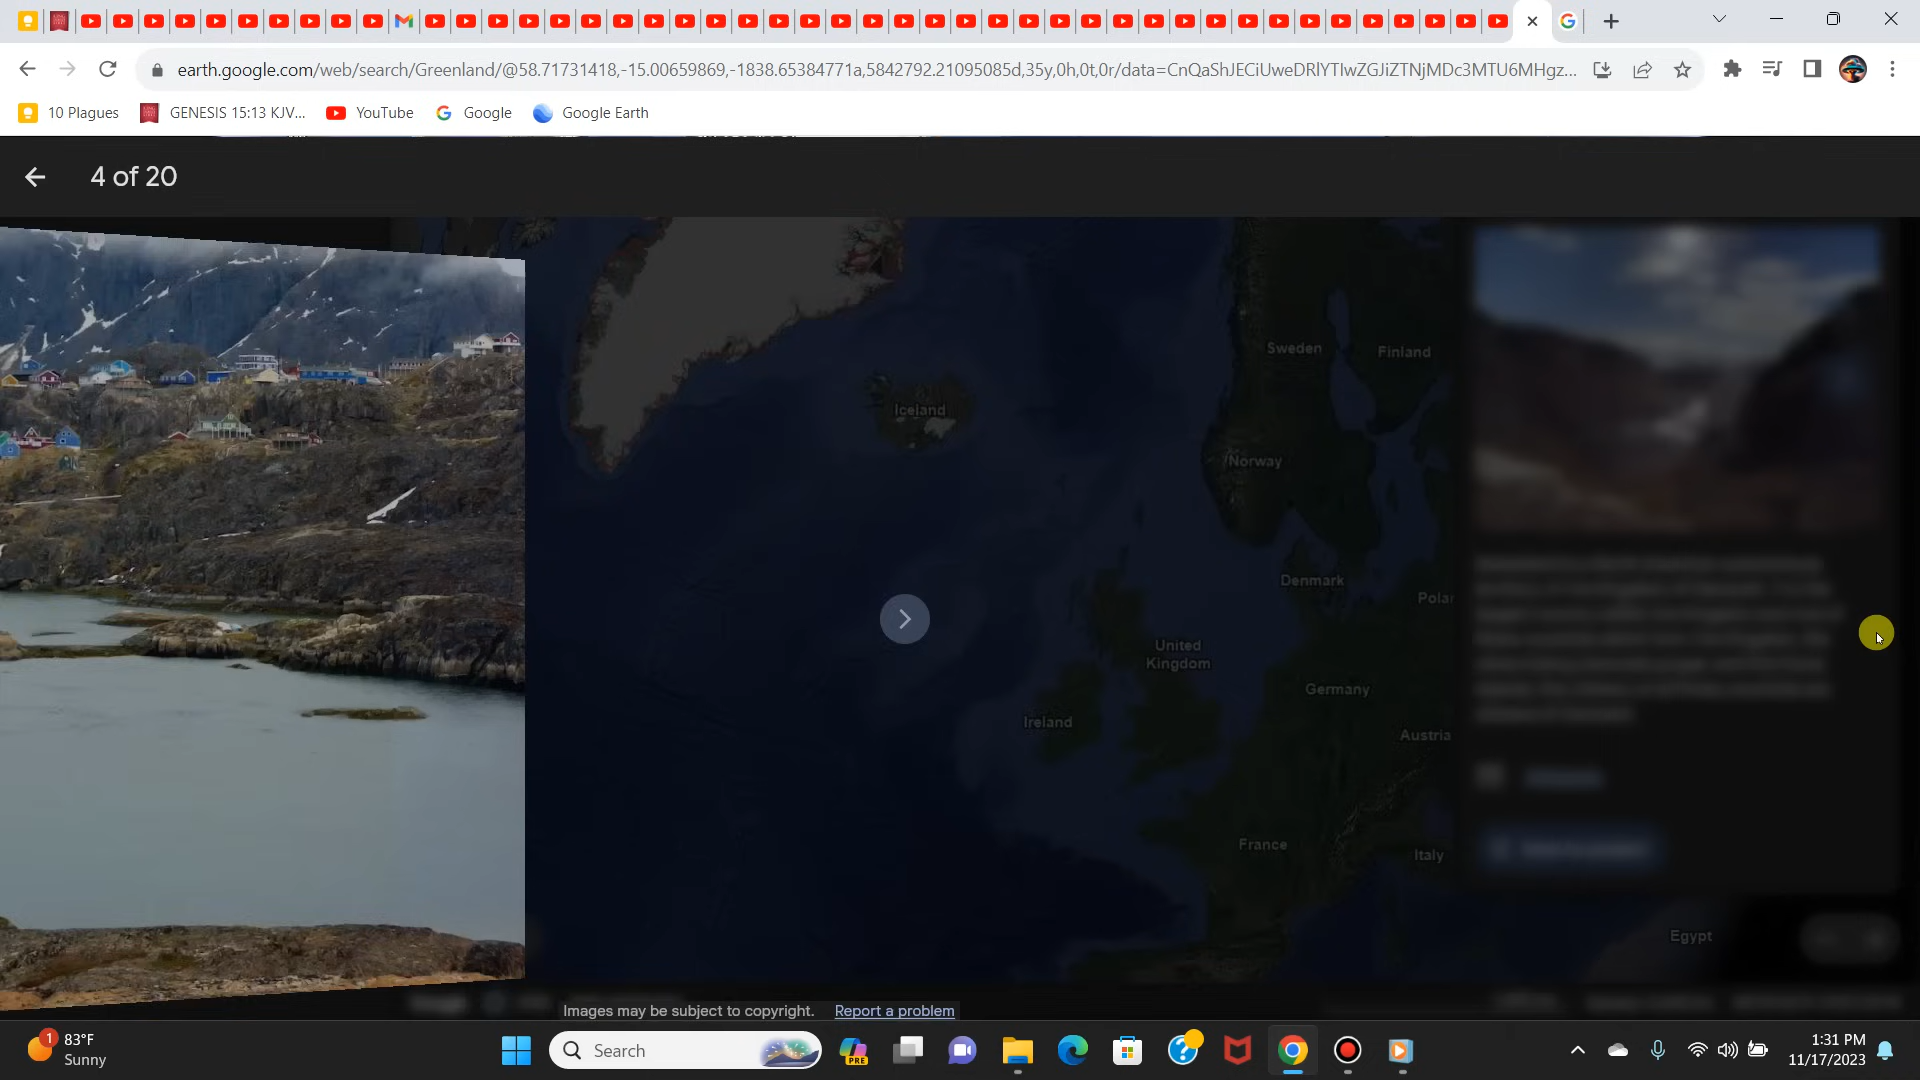 earth.google.com/web/search/Greenland/@58.71731418,-15.00659869,-1838.65384771a,5842792.21095085d,35y,0h,0t,0r/data=CnQaShJECiUweDRlYTIwZGJiZTNjMDc3MTU6MHgz...
10 Plagues
GENESIS 15:13 KJV...
YouTube
Google
Google Earth
4 of 20
Sweden
Finland
Iceland
Norway
Denmark
Polar
United
Kingdom
Germany
Ireland
Austria
France
Italy
Egypt
Images may be subject to copyright.
Report a problem
1
83°F
Sunny
Search
PRE
1:31 PM
11/17/2023